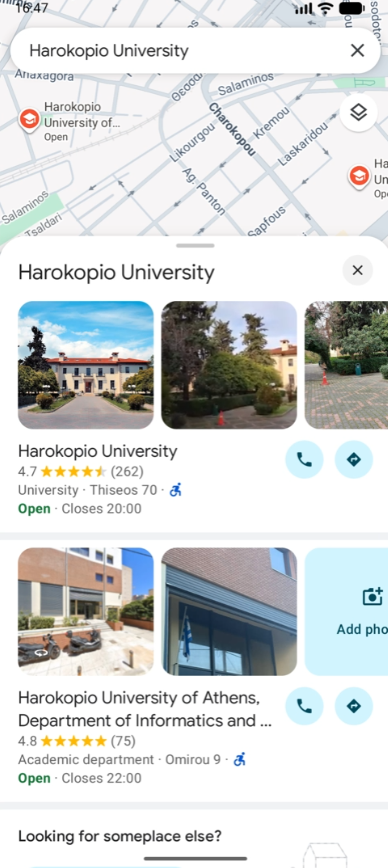 16:47
Harokopio University
Anaxagora
Harokopio
University of...
Open
Salaminos
Charokopou
Kremou
Likourgou
Laskaridou
Ag. Panton
Sapfous
Ha
Un
Ope
Salaminos
Tsaldari
Harokopio University
Harokopio University
4.7 (262)
University · Thiseos 70 ·
Open · Closes 20:00
Add pho
Harokopio University of Athens,
Department of Informatics and ...
4.8 (75)
Academic department · Omirou 9 ·
Open · Closes 22:00
Looking for someplace else?